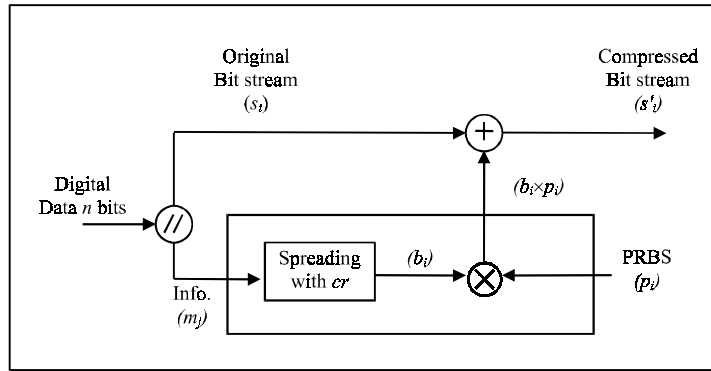 Original
Bit stream
(sᵢ)
Compressed
Bit stream
(s'ᵢ)
+
Digital
Data n bits
//
(bᵢ×pᵢ)
Spreading
with cr
(bᵢ)
×
PRBS
(pᵢ)
Info.
(mⱼ)